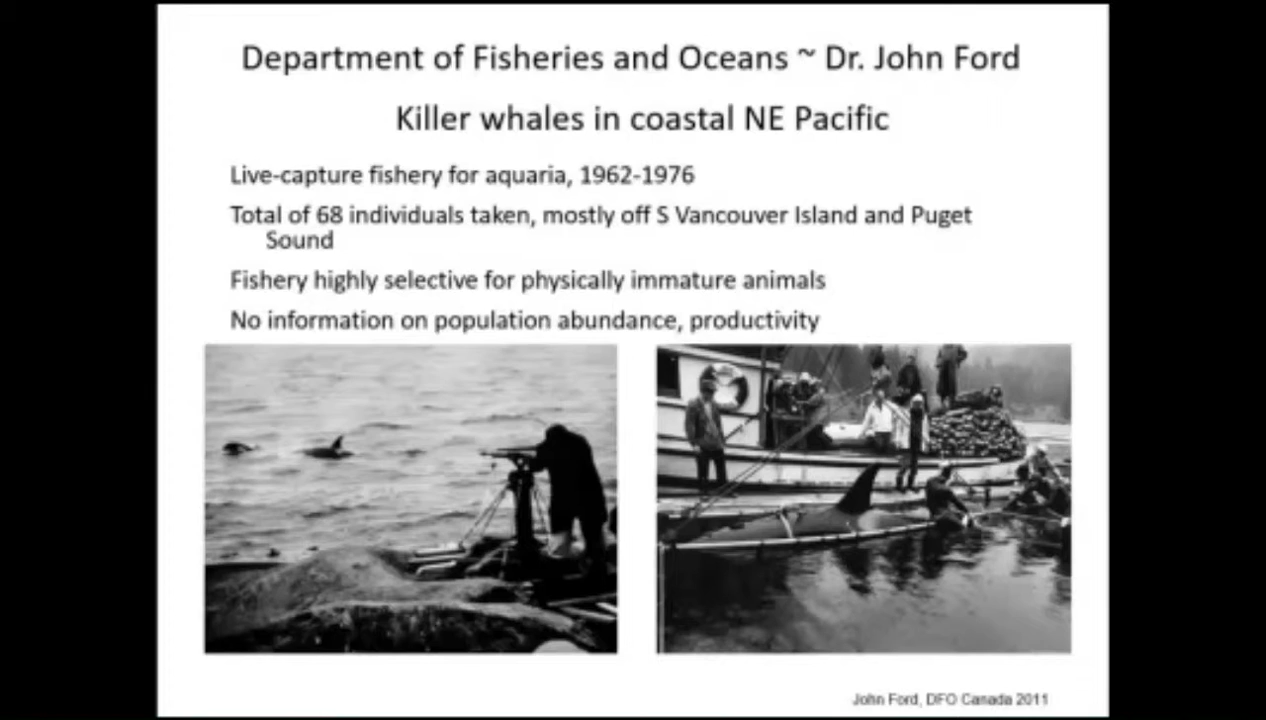 Department of Fisheries and Oceans ~ Dr. John Ford
Killer whales in coastal NE Pacific
Live-capture fishery for aquaria, 1962-1976
Total of 68 individuals taken, mostly off S Vancouver Island and Puget
Sound
Fishery highly selective for physically immature animals
No information on population abundance, productivity
John Ford, DFO Canada 2011